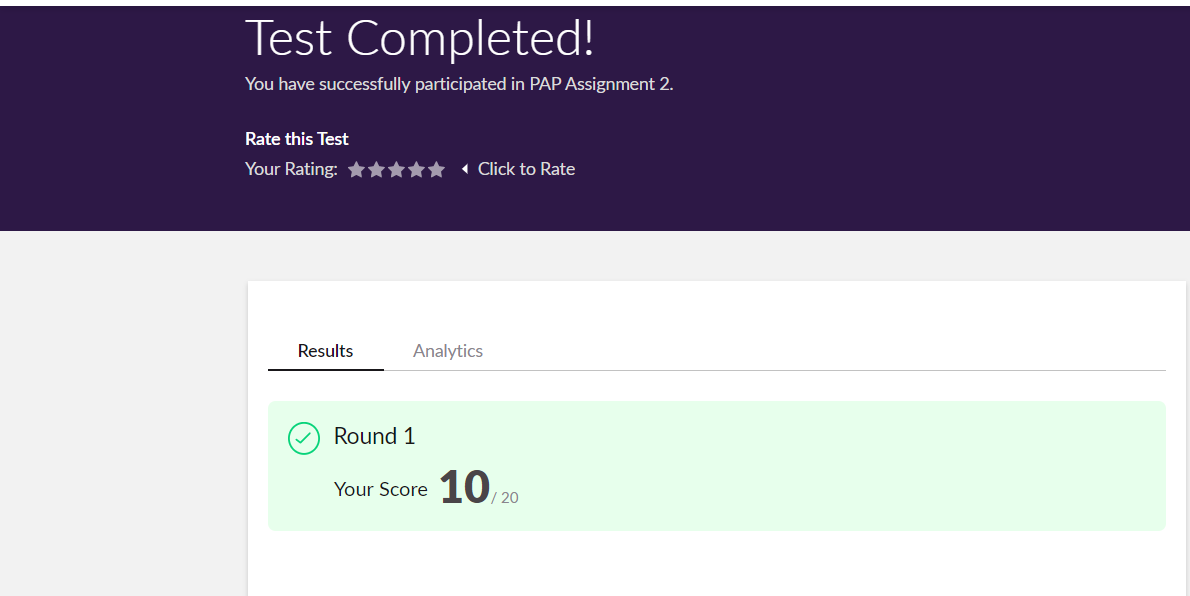 Test Completed!
You have successfully participated in PAP Assignment 2.
Rate this Test
Your Rating: Click to Rate
Results Analytics
Round 1
Your Score 10 / 20